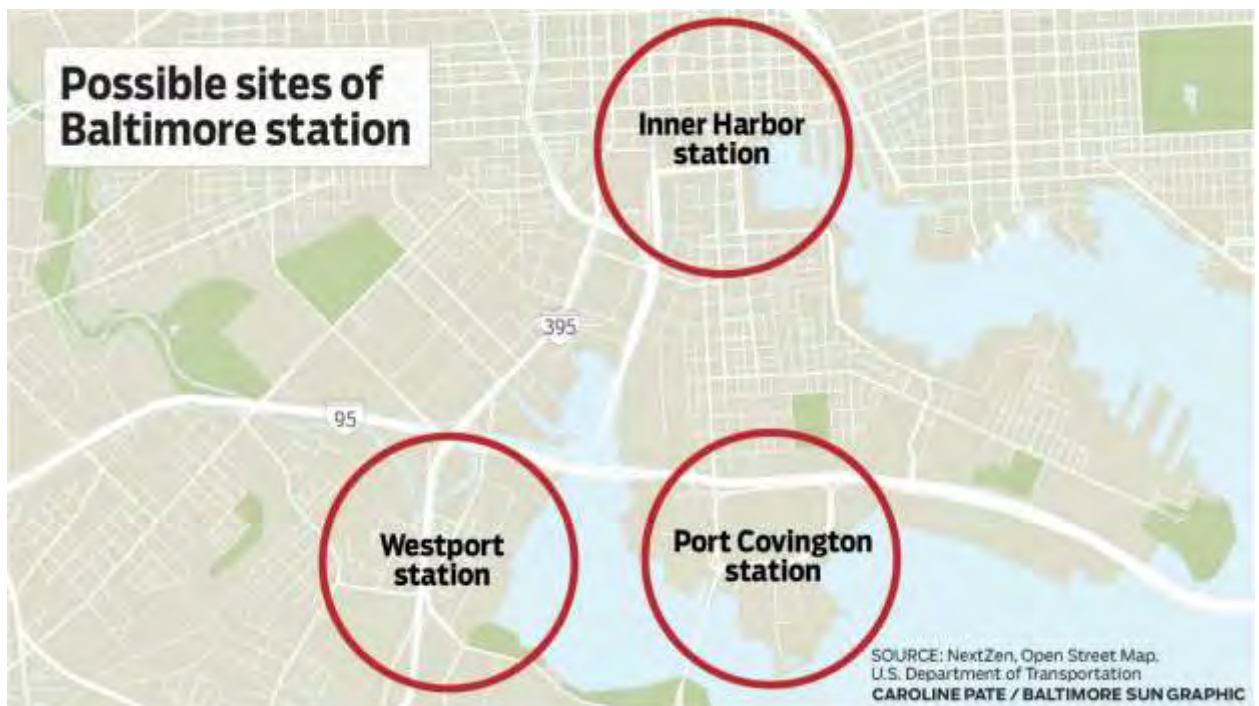 Possible sites of
Baltimore station
Inner Harbor
station
395
95
Westport
station
Port Covington
station
SOURCE: NextZen, Open Street Map,
U.S. Department of Transportation
CAROLINE PATE / BALTIMORE SUN GRAPHIC